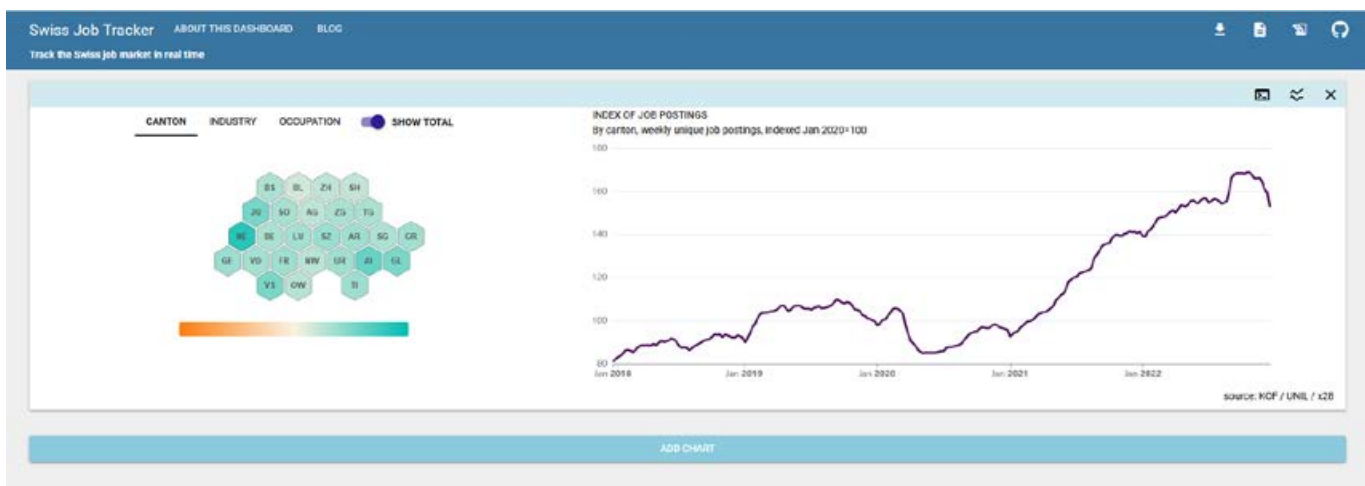 Swiss Job Tracker ABOUT THIS DASHBOARD BLOG
Track the Swiss job market in real time
CANTON INDUSTRY OCCUPATION SHOW TOTAL
BS BL ZH SH
JU SO AG ZG TG
NE BE LU SZ AR SG GR
GE VD FR NW UR AI GL
VS OW TI
INDEX OF JOB POSTINGS
By canton, weekly unique job postings, indexed Jan 2020=100
180
160
140
120
100
80
Jan 2018 Jan 2019 Jan 2020 Jan 2021 Jan 2022
source: KOF / UNIL / x28
ADD CHART